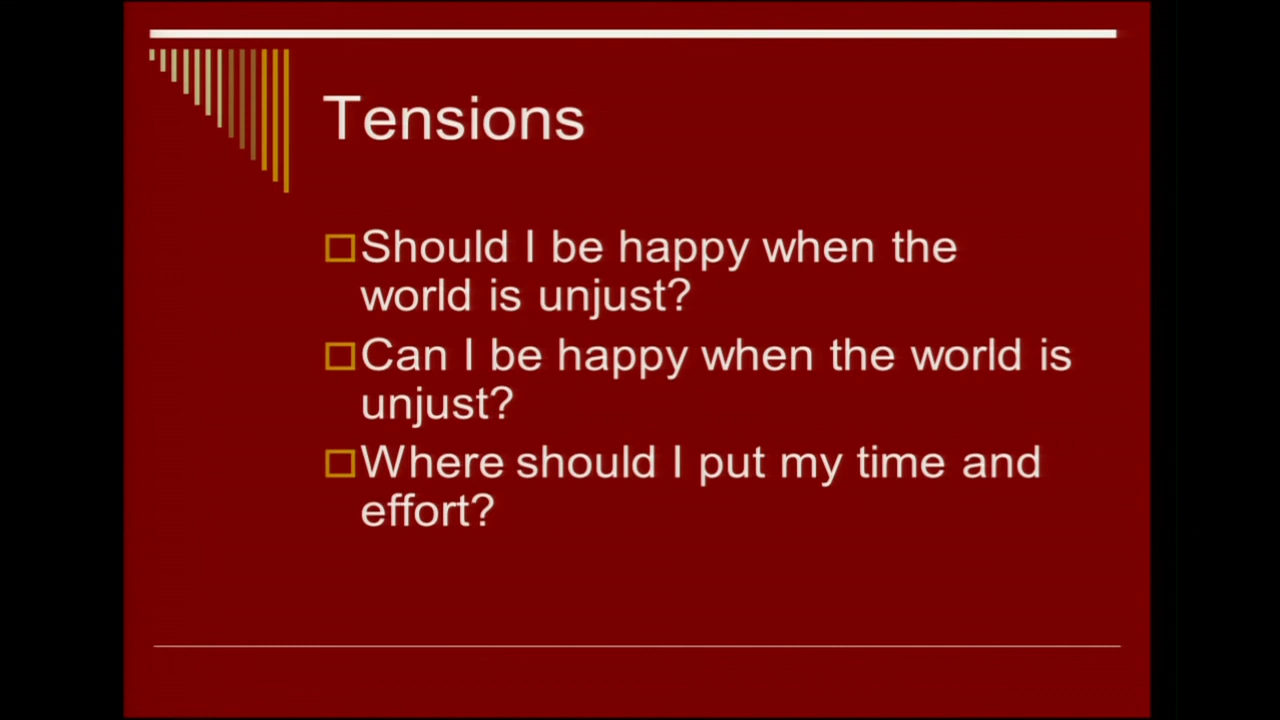 Tensions
Should I be happy when the
world is unjust?
Can I be happy when the world is
unjust?
Where should I put my time and
effort?